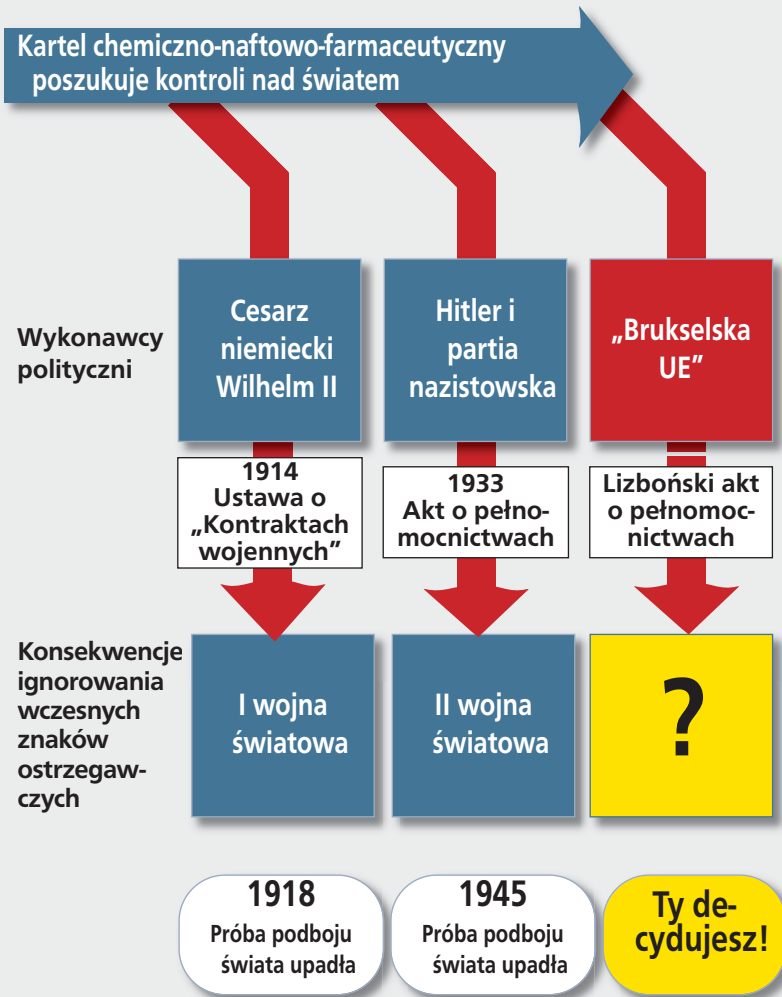 Kartel chemiczno-naftowo-farmaceutyczny
poszukuje kontroli nad światem
Wykonawcy
polityczni
Cesarz
niemiecki
Wilhelm II
Hitler i
partia
nazistowska
„Brukselska
UE”
1914
Ustawa o
„Kontraktach
wojennych”
1933
Akt o pełno-
mocnictwach
Lizboński akt
o pełnomoc-
nictwach
Konsekwencje
ignorowania
wczesnych
znaków
ostrzegaw-
czych
I wojna
światowa
II wojna
światowa
?
1918
Próba podboju
świata upadła
1945
Próba podboju
świata upadła
Ty de-
cydujesz!